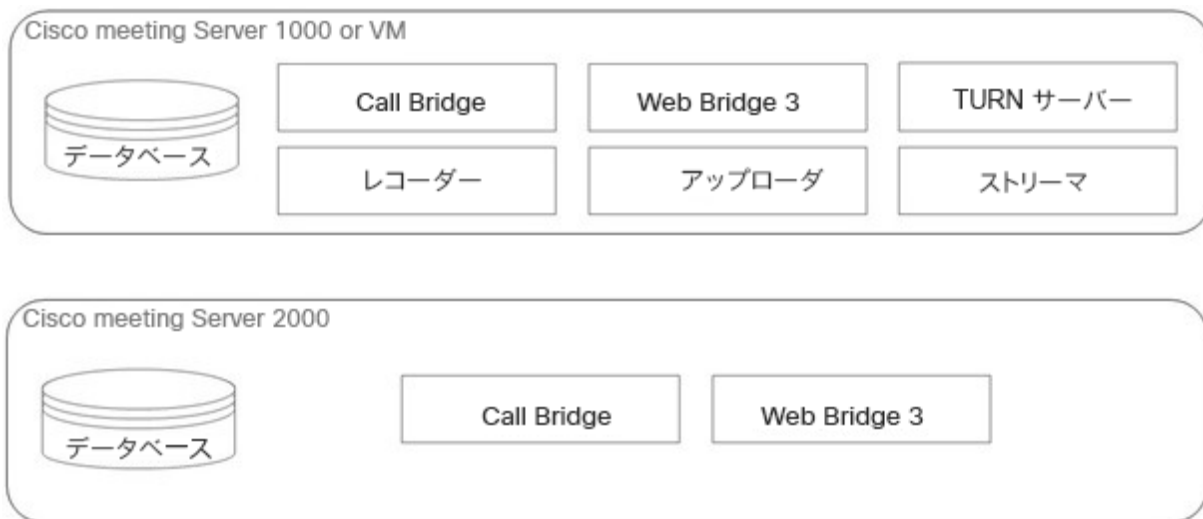 Cisco meeting Server 1000 or VM
データベース
Call Bridge
Web Bridge 3
TURN サーバー
レコーダー
アップローダ
ストリーマ
Cisco meeting Server 2000
データベース
Call Bridge
Web Bridge 3